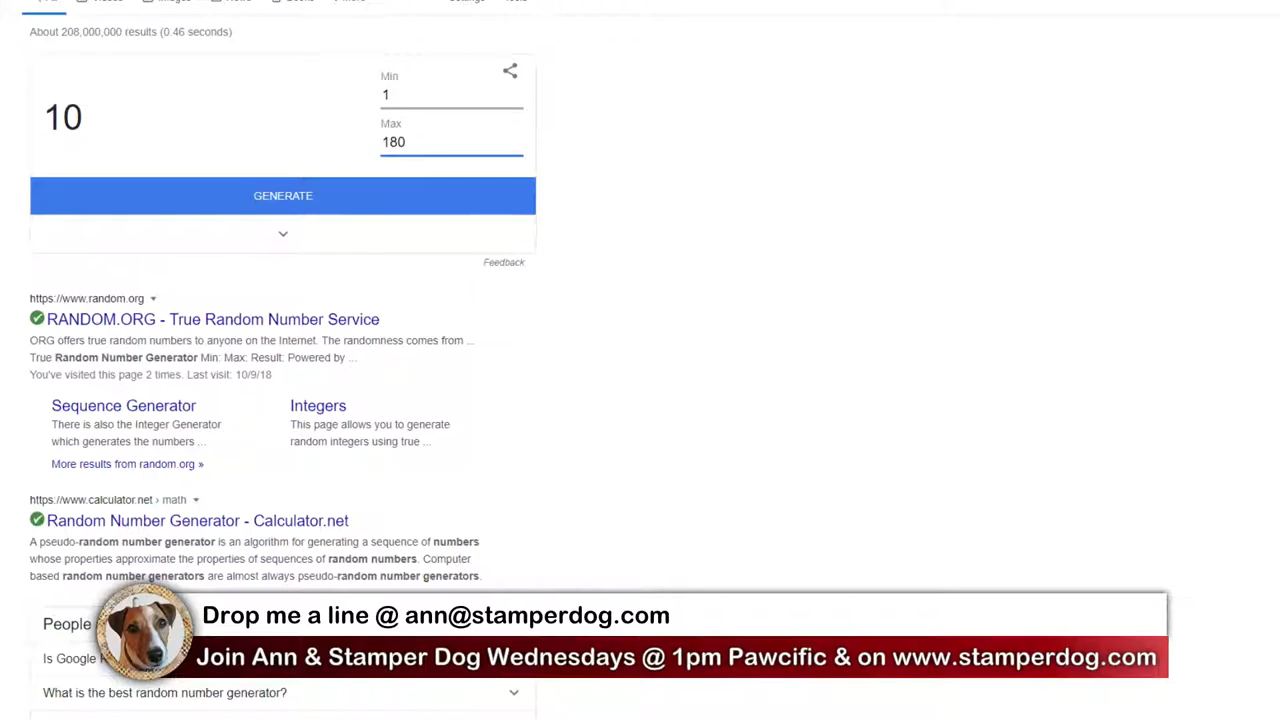 About 208,000,000 results (0.46 seconds)
Min
1
10
Max
180
GENERATE
Feedback
https://www.random.org
RANDOM.ORG - True Random Number Service
ORG offers true random numbers to anyone on the Internet. The randomness comes from ...
True Random Number Generator Min: Max: Result: Powered by ...
You've visited this page 2 times. Last visit: 10/9/18
Sequence Generator
There is also the Integer Generator
which generates the numbers ...
Integers
This page allows you to generate
random integers using true ...
More results from random.org »
https://www.calculator.net › math
Random Number Generator - Calculator.net
A pseudo-random number generator is an algorithm for generating a sequence of numbers
whose properties approximate the properties of sequences of random numbers. Computer
based random number generators are almost always pseudo-random number generators.
People
Drop me a line @ ann@stamperdog.com
Is Google
Join Ann & Stamper Dog Wednesdays @ 1pm Pawcific & on www.stamperdog.com
What is the best random number generator?